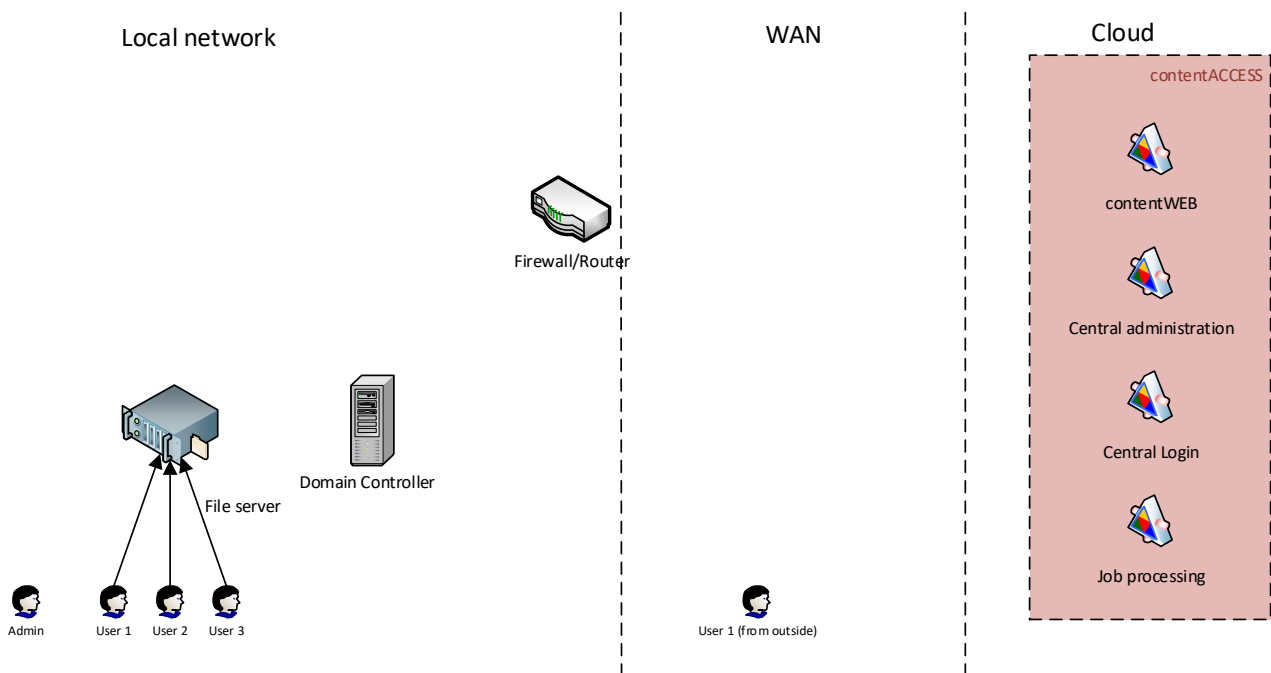 Local network
WAN
Cloud
contentACCESS
contentWEB
Firewall/Router
Central administration
Central Login
Domain Controller
File server
Job processing
Admin
User 1
User 2
User 3
User 1 (from outside)